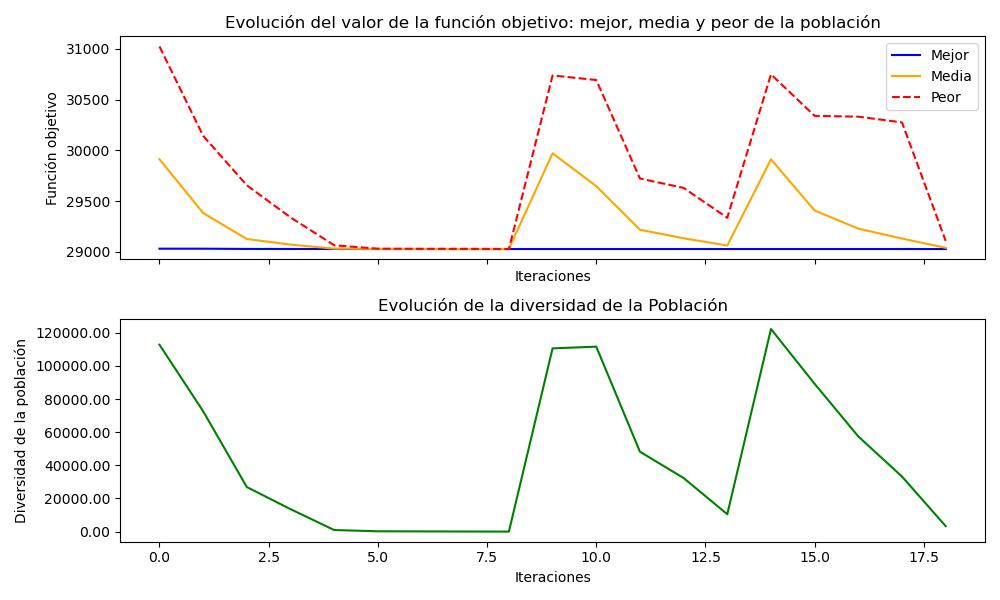 Evolución del valor de la función objetivo: mejor, media y peor de la población
31000
30500
30000
29500
29000
Función objetivo
Mejor
Media
Peor
Iteraciones
Evolución de la diversidad de la Población
120000.00
100000.00
80000.00
60000.00
40000.00
20000.00
0.00
Diversidad de la población
0.0 2.5 5.0 7.5 10.0 12.5 15.0 17.5
Iteraciones